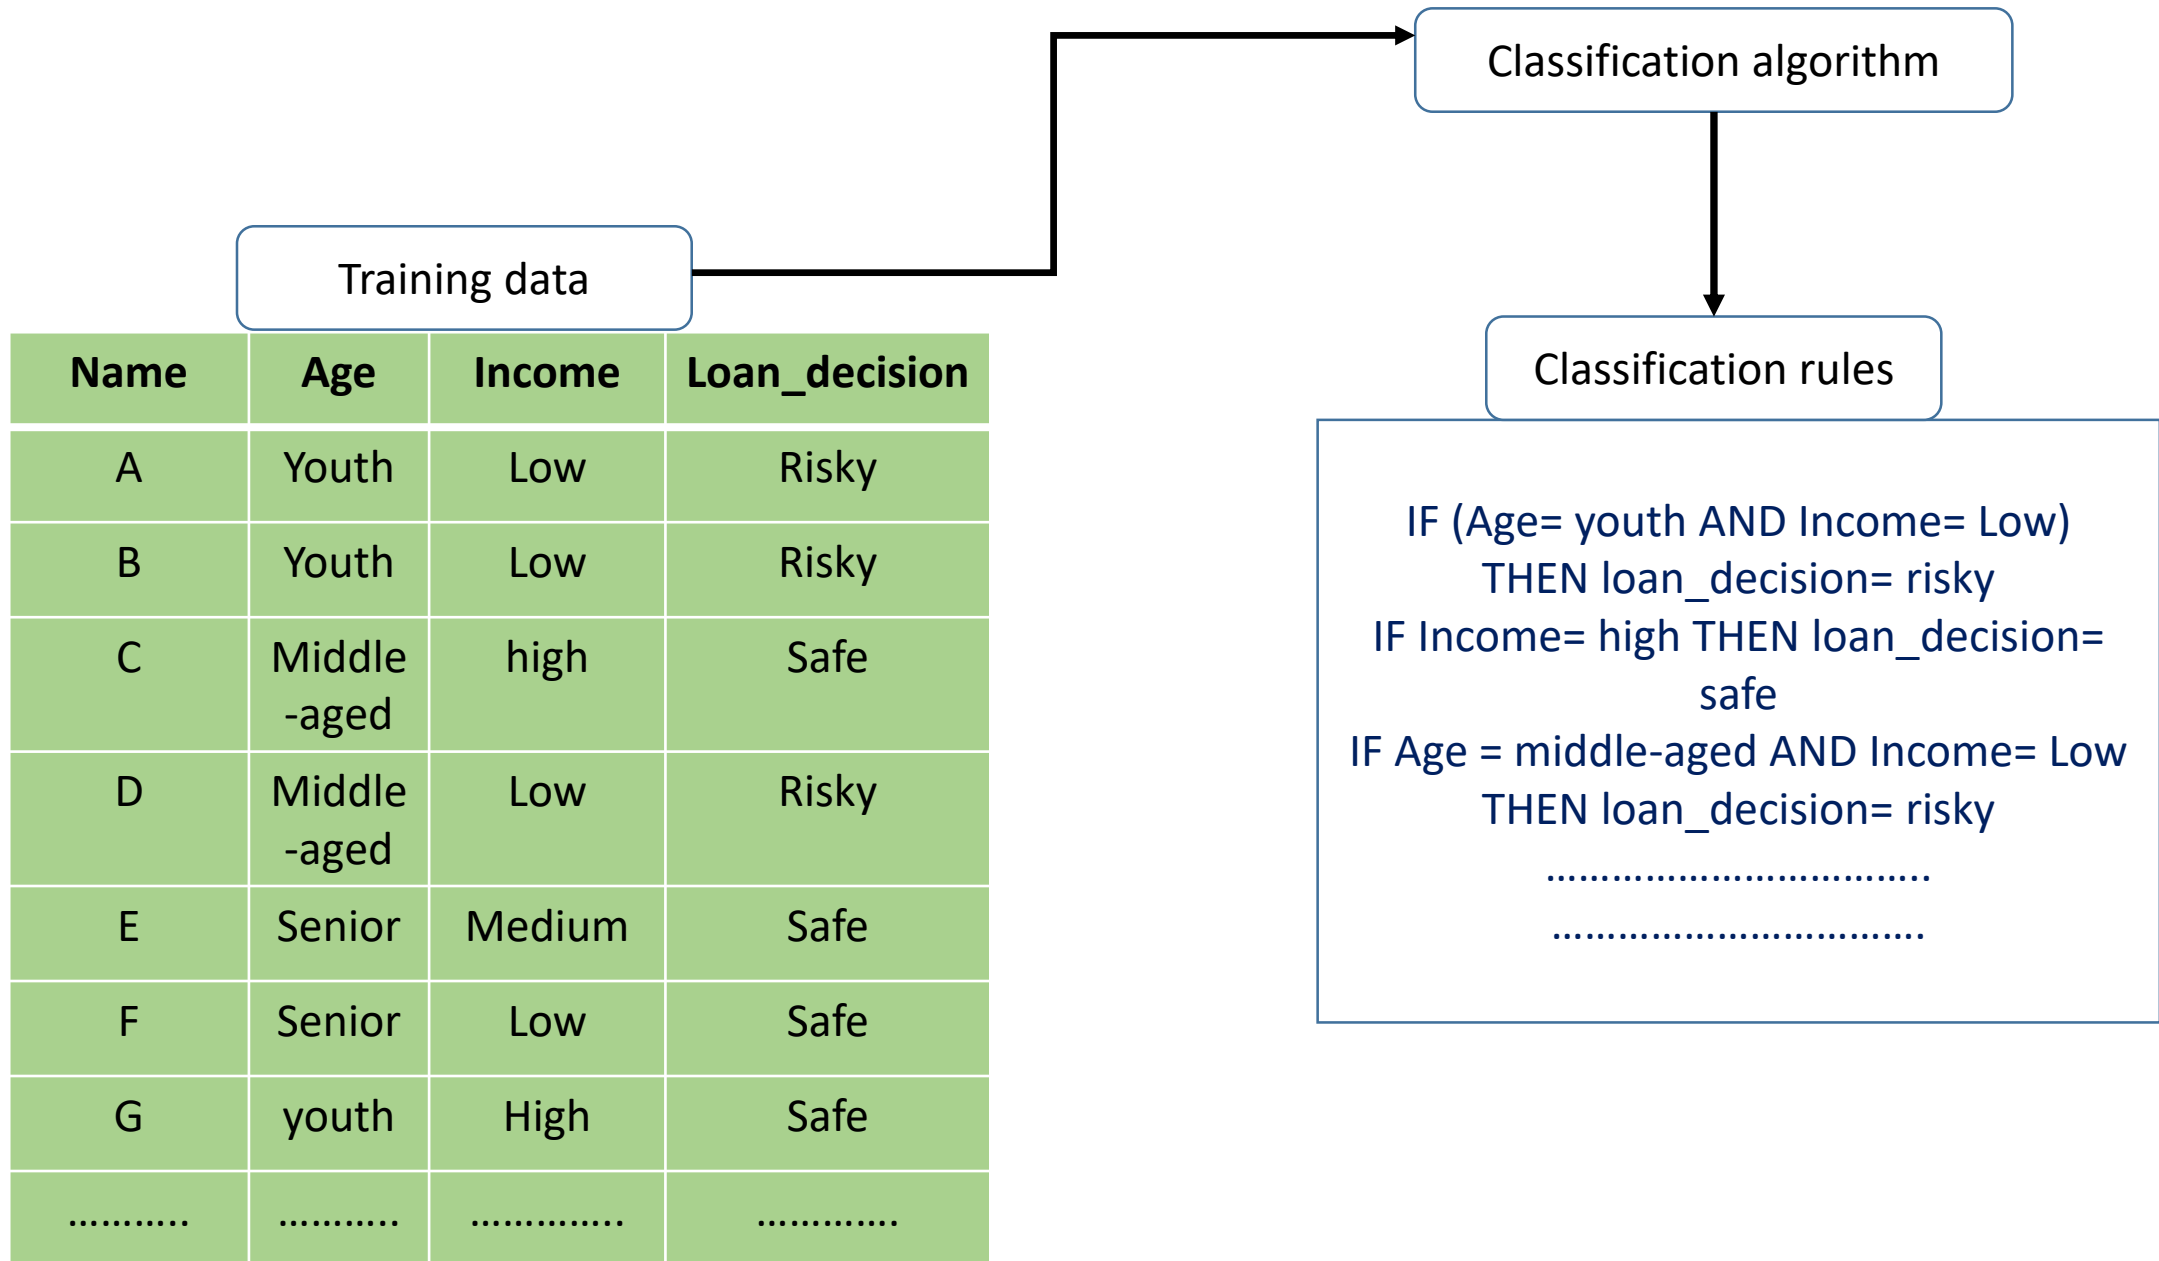 Classification algorithm
Training data
Name Age Income Loan_decision
A Youth Low Risky
B Youth Low Risky
C Middle high Safe
-aged
D Middle Low Risky
-aged
E Senior Medium Safe
F Senior Low Safe
G youth High Safe
……….. ……….. ………….. ………….
Classification rules
IF (Age= youth AND Income= Low)
THEN loan_decision= risky
IF Income= high THEN loan_decision=
safe
IF Age = middle-aged AND Income= Low
THEN loan_decision= risky
……………………………..
…………………………….